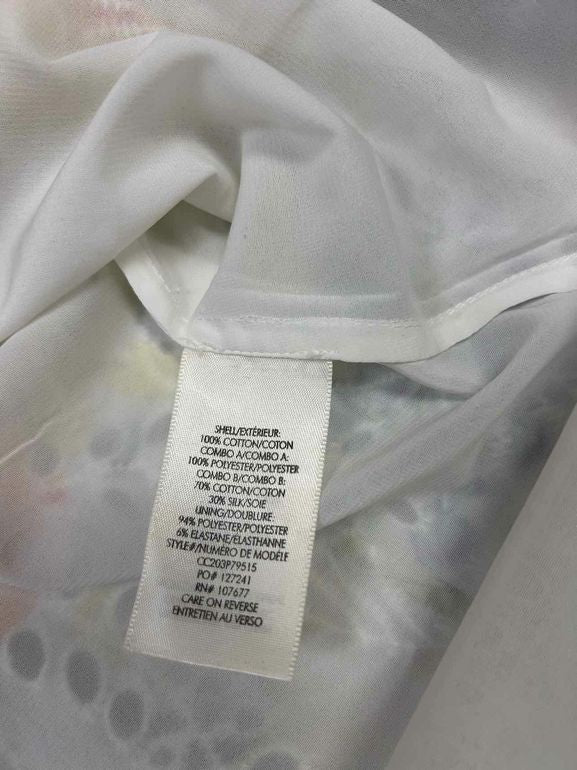 SHELL/EXTÉRIEUR:
100% COTTON/COTON
COMBO A/COMBO A:
100% POLYESTER/POLYESTER
COMBO B/COMBO B:
70% COTTON/COTON
30% SILK/SOIE
LINING/DOUBLURE:
94% POLYESTER/POLYESTER
6% ELASTANE/ÉLASTHANNE
STYLE#/NUMÉRO DE MODÈLE
CC203P79515
PO# 127241
RN# 107677
CARE ON REVERSE
ENTRETIEN AU VERSO